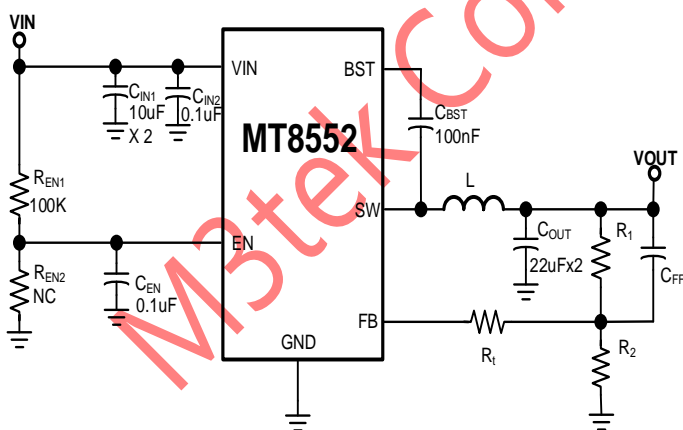 VIN
VIN
BST
CIN1
10uF
X 2
CIN2
0.1uF
CBST
100nF
MT8552
VOUT
L
REN1
100K
SW
COUT
22uFx2
R1
CFF
EN
REN2
NC
CEN
0.1uF
FB
Rt
R2
GND
M3tek